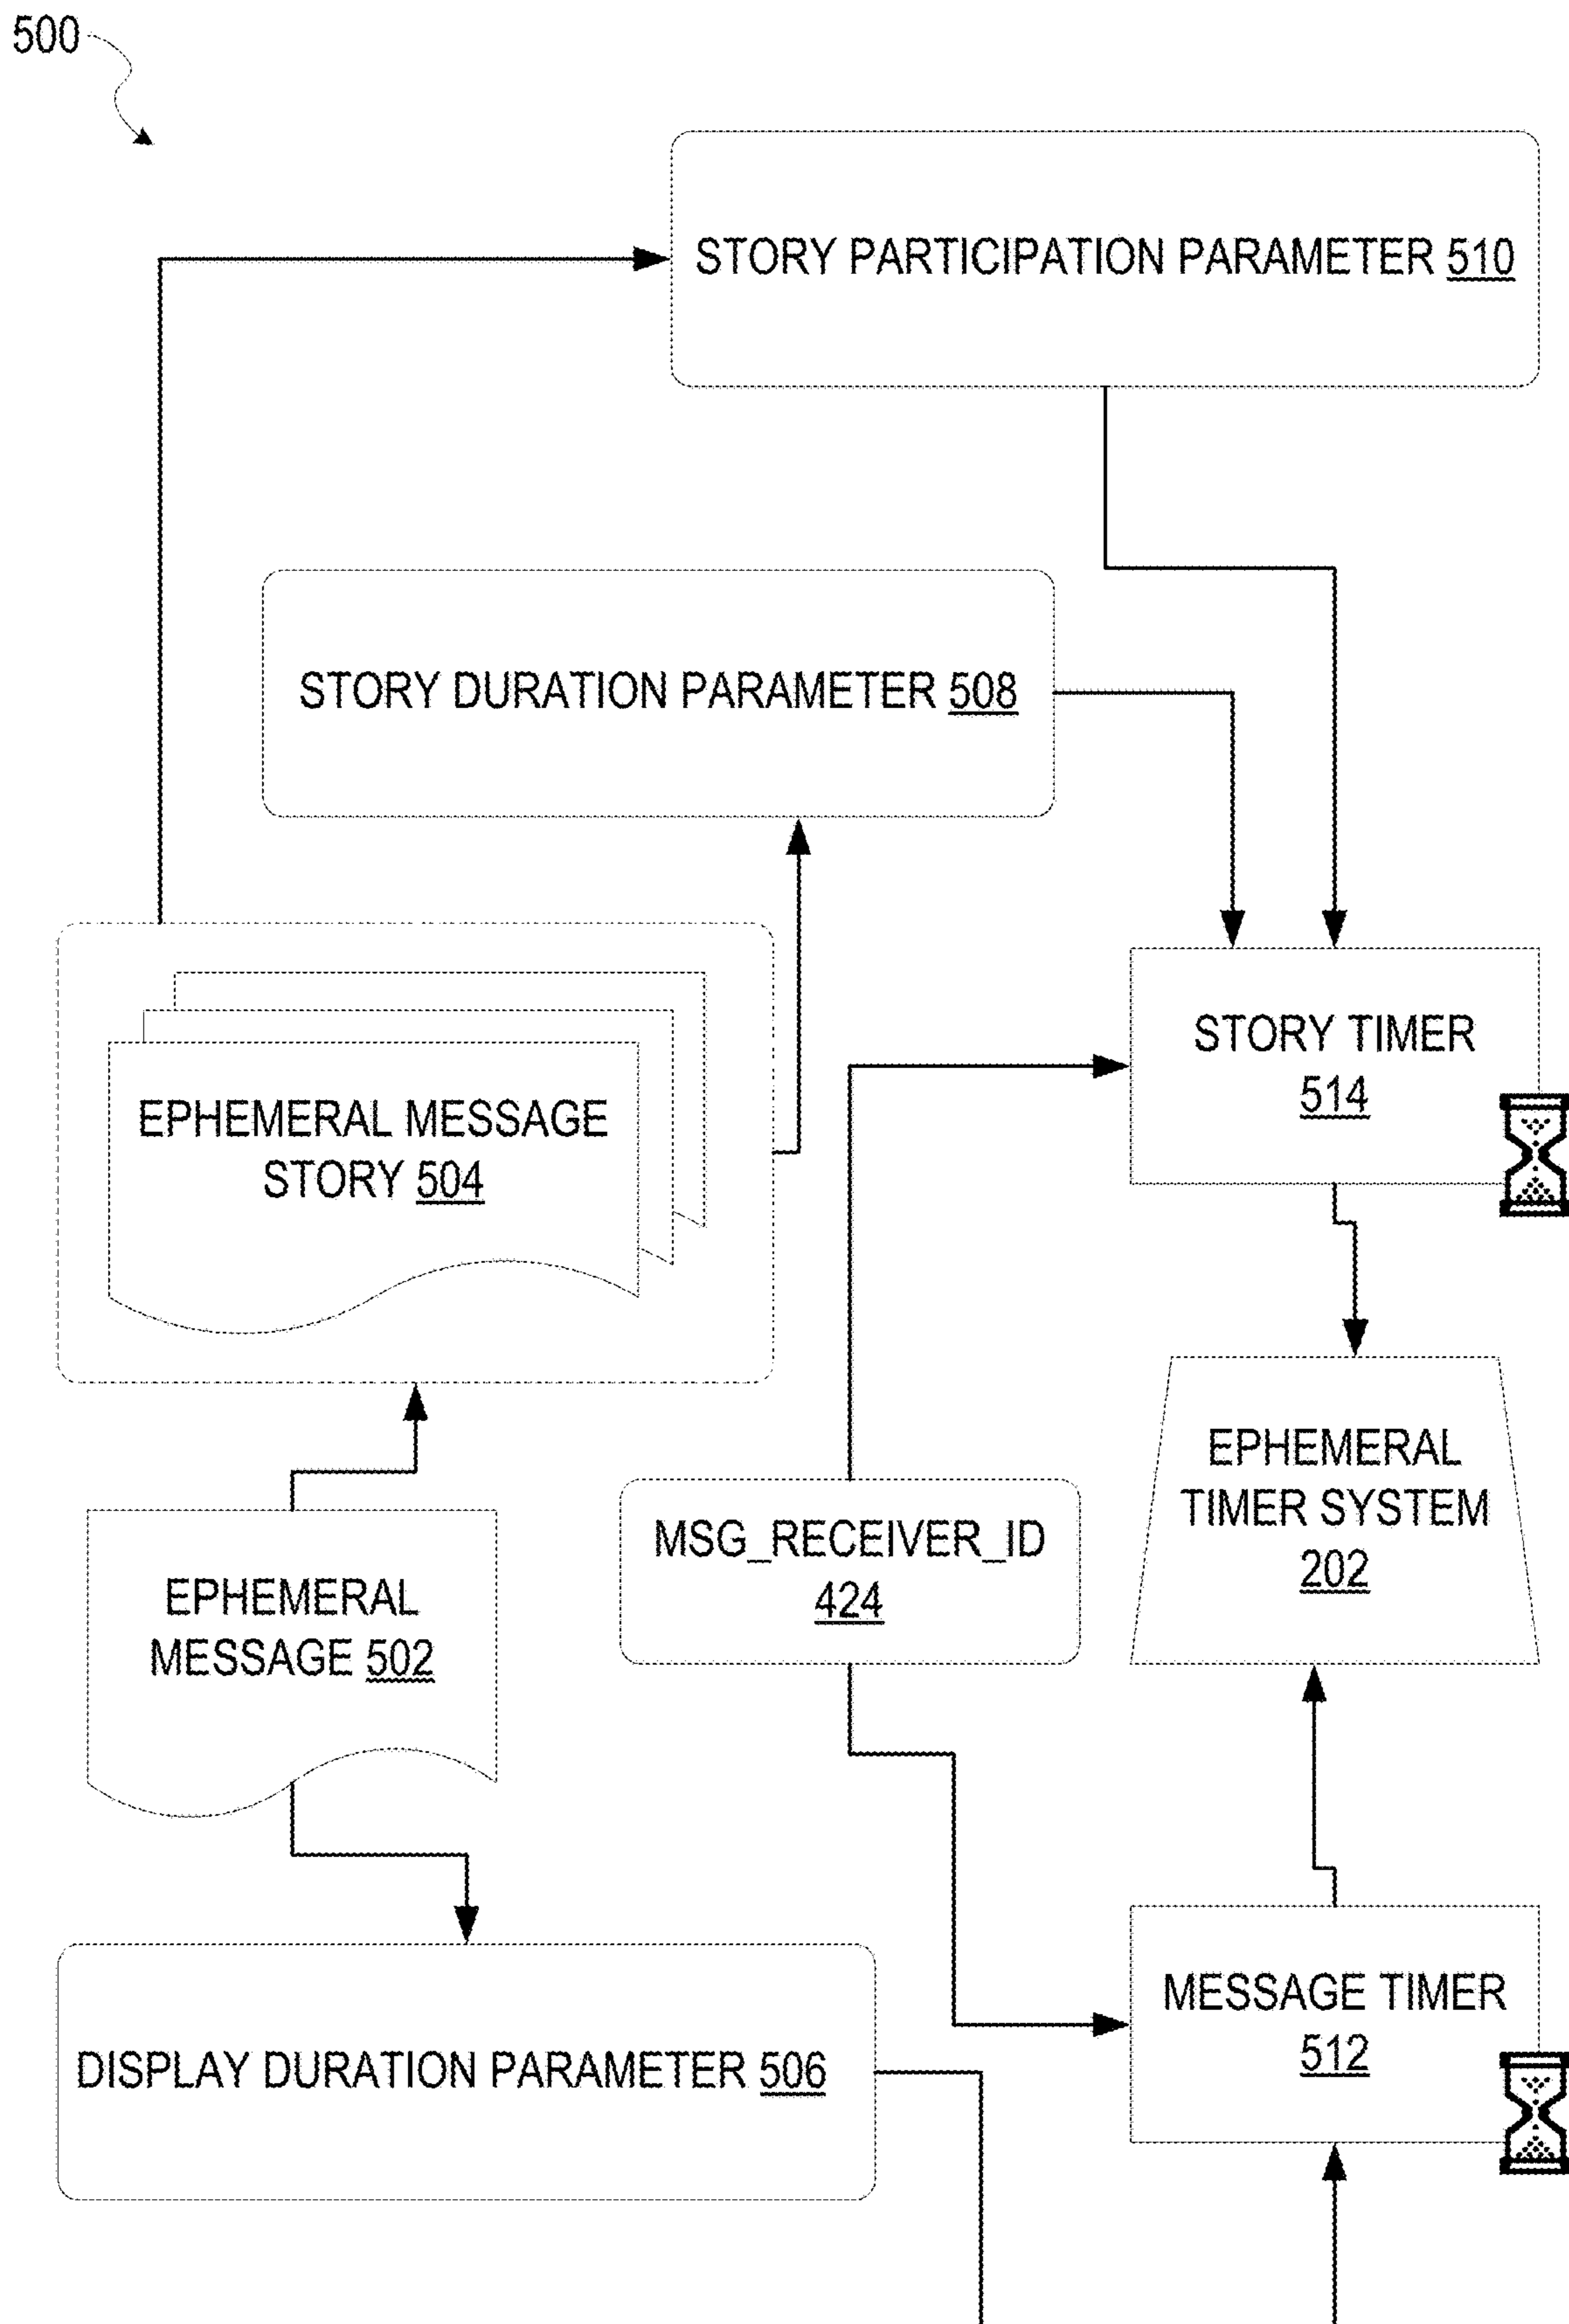 500
STORY PARTICIPATION PARAMETER 510
STORY DURATION PARAMETER 508
STORY TIMER
514
EPHEMERAL MESSAGE
STORY 504
EPHEMERAL
TIMER SYSTEM
202
MSG_RECEIVER_ID
424
EPHEMERAL
MESSAGE 502
MESSAGE TIMER
512
DISPLAY DURATION PARAMETER 506